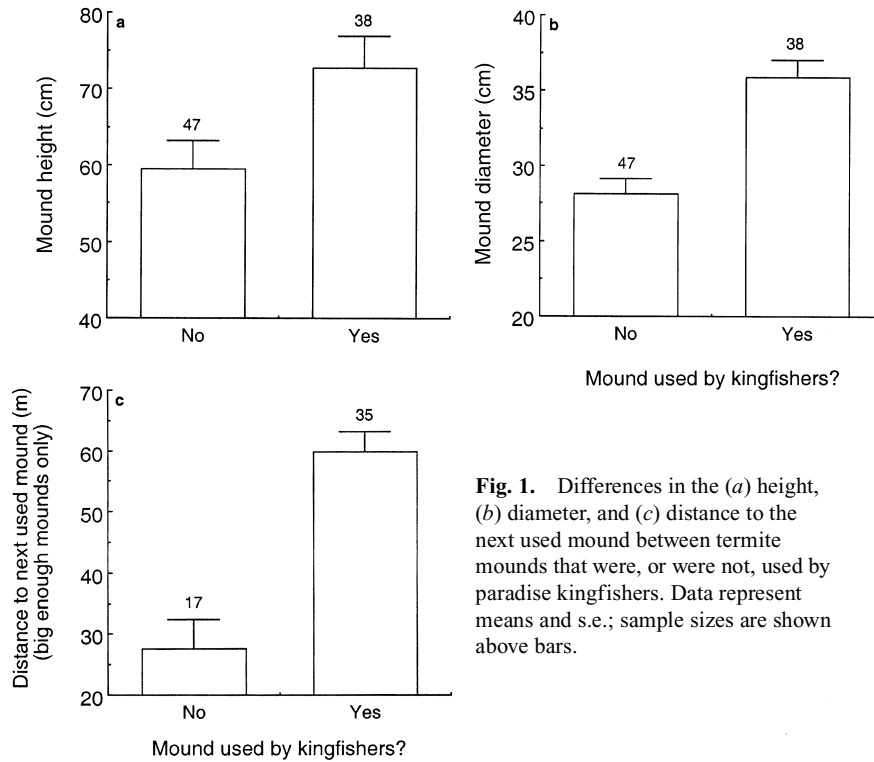 a
Mound height (cm)
80
70
60
50
40
47
38
No
Yes
b
Mound diameter (cm)
40
35
30
25
20
47
38
No
Yes
Mound used by kingfishers?
c
Distance to next used mound (m)
(big enough mounds only)
70
60
50
40
30
20
17
35
No
Yes
Mound used by kingfishers?
Fig. 1. Differences in the (a) height,
(b) diameter, and (c) distance to the
next used mound between termite
mounds that were, or were not, used by
paradise kingfishers. Data represent
means and s.e.; sample sizes are shown
above bars.